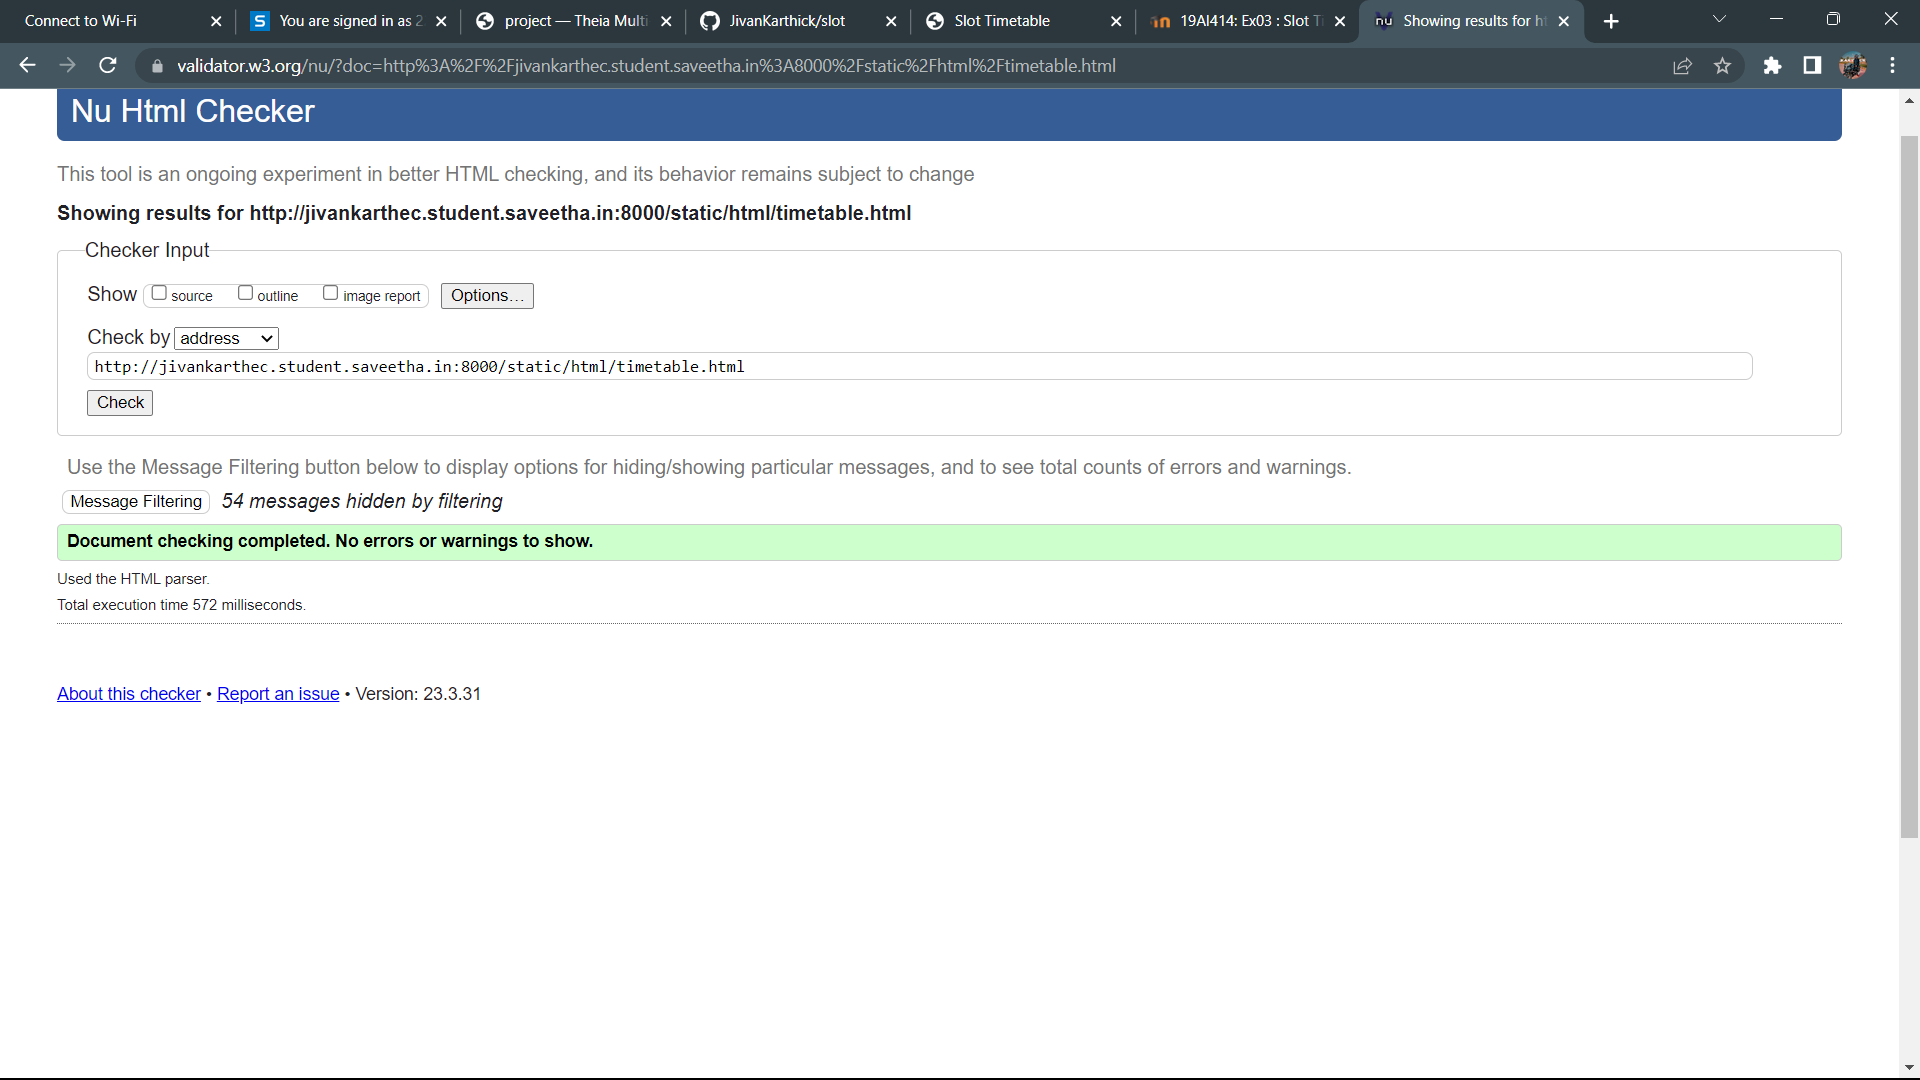 Connect to Wi-Fi
You are signed in as 2
project — Theia Multi
JivanKarthick/slot
Slot Timetable
19AI414: Ex03 : Slot Ti
Showing results for ht
validator.w3.org/nu/?doc=http%3A%2F%2Fjivankarthec.student.saveetha.in%3A8000%2Fstatic%2Fhtml%2Ftimetable.html
Nu Html Checker
This tool is an ongoing experiment in better HTML checking, and its behavior remains subject to change
Showing results for http://jivankarthec.student.saveetha.in:8000/static/html/timetable.html
Checker Input
Show source outline image report Options...
Check by address
http://jivankarthec.student.saveetha.in:8000/static/html/timetable.html
Check
Use the Message Filtering button below to display options for hiding/showing particular messages, and to see total counts of errors and warnings.
Message Filtering 54 messages hidden by filtering
Document checking completed. No errors or warnings to show.
Used the HTML parser.
Total execution time 572 milliseconds.
About this checker • Report an issue • Version: 23.3.31